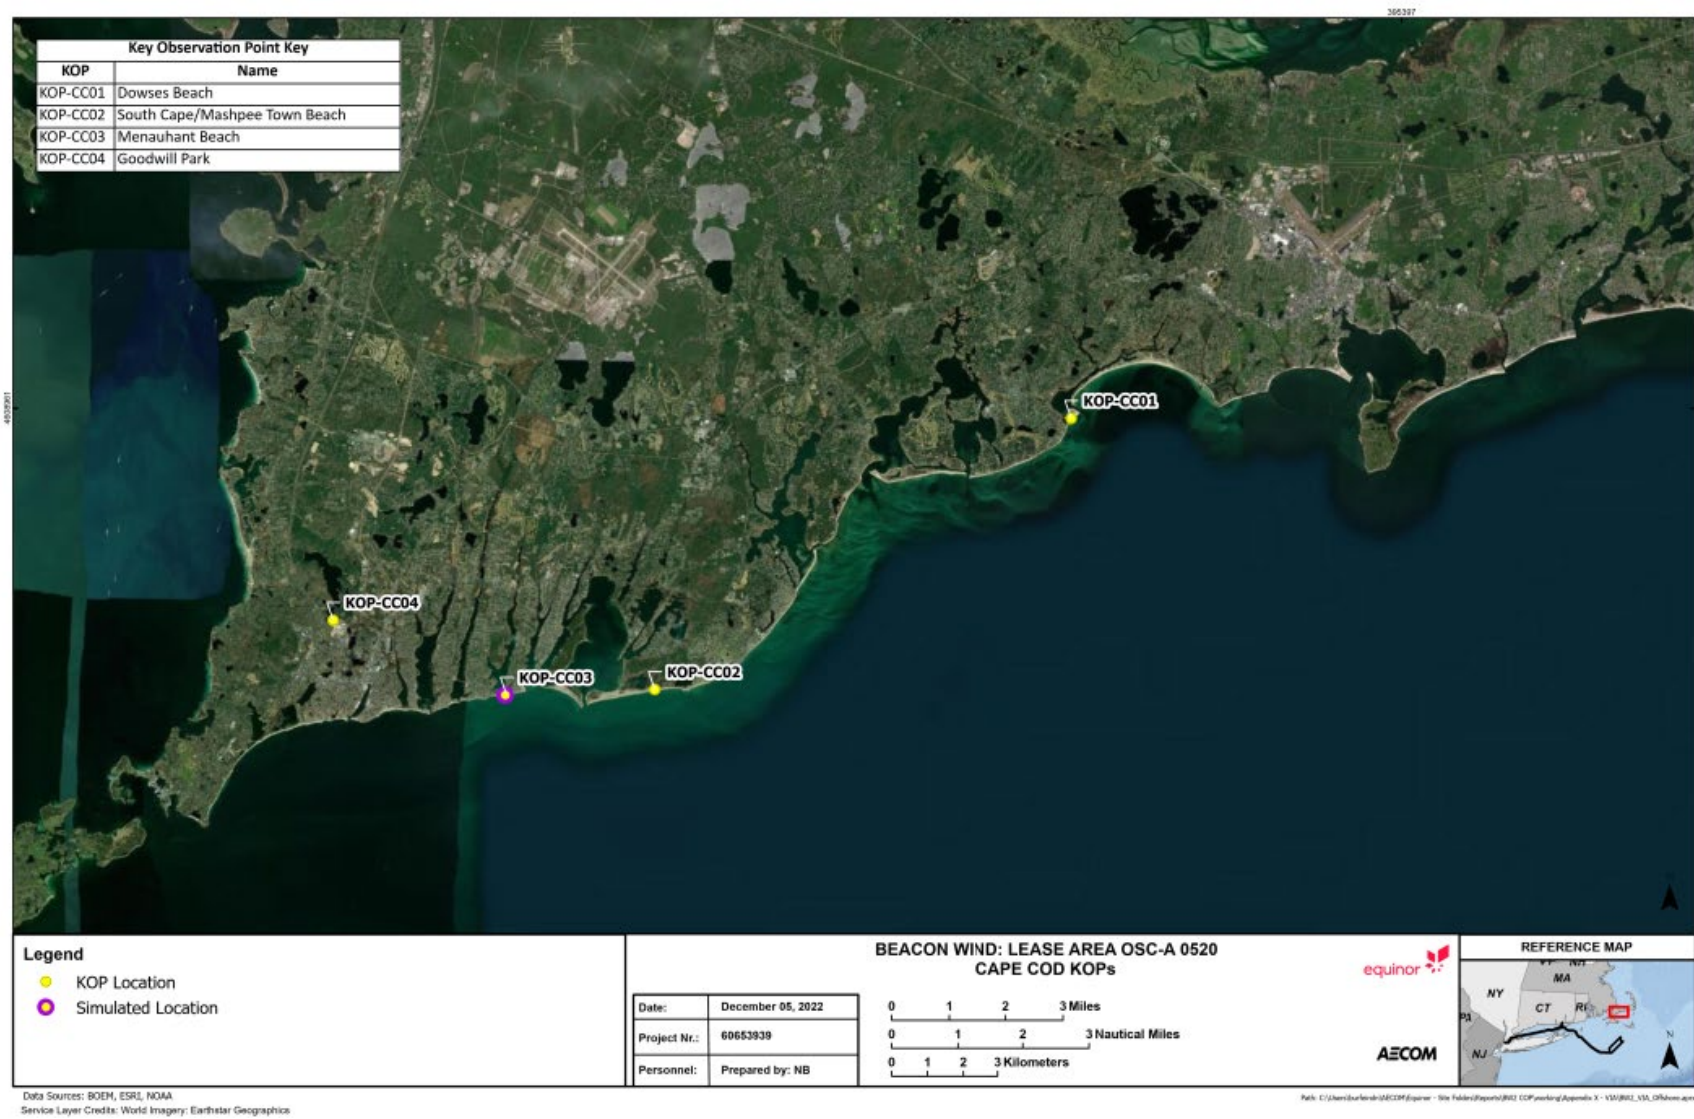 395397
Key Observation Point Key
KOP Name
KOP-CC01 Dowses Beach
KOP-CC02 South Cape/Mashpee Town Beach
KOP-CC03 Menauhant Beach
KOP-CC04 Goodwill Park
KOP-CC01
KOP-CC04
KOP-CC02
KOP-CC03
Legend
KOP Location
Simulated Location
BEACON WIND: LEASE AREA OSC-A 0520
CAPE COD KOPs
Date: December 05, 2022
Project Nr.: 60653939
Personnel: Prepared by: NB
0 1 2 3 Miles
0 1 2 3 Nautical Miles
0 1 2 3 Kilometers
equinor
AECOM
REFERENCE MAP
NH
MA
NY
CT
RI
PA
NJ
N
Data Sources: BOEM, ESRI, NOAA
Service Layer Credits: World Imagery: Earthstar Geographics